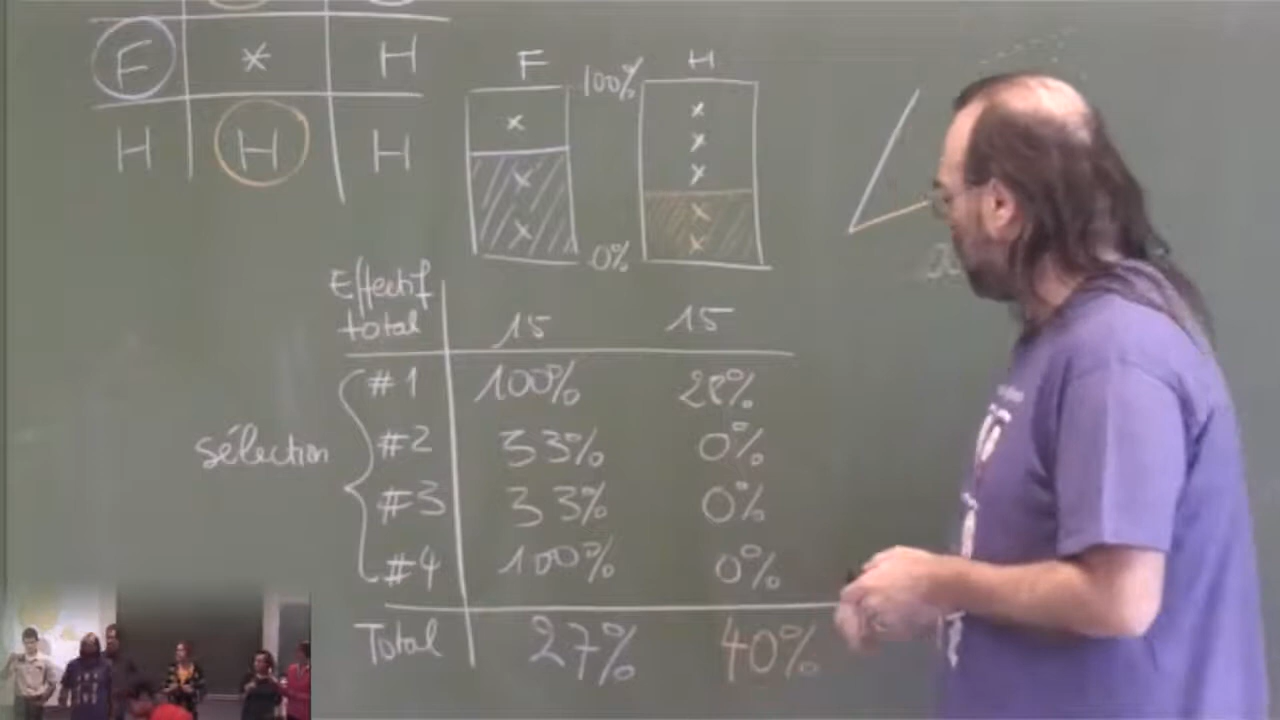 F * H
H H H
F H
100%
0%
Effectif
total 15 15
#1 100% 28%
sélection #2 33% 0%
#3 33% 0%
#4 100% 0%
Total 27% 40%